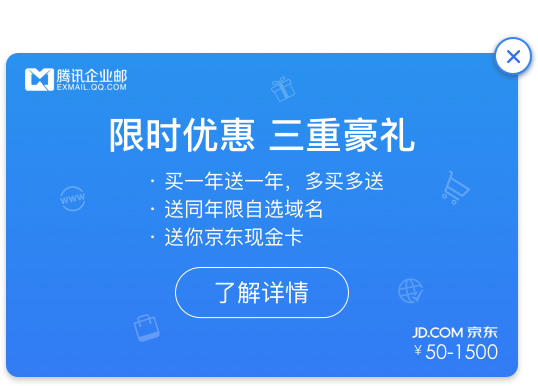 腾讯企业邮
EXMAIL.QQ.COM
限时优惠 三重豪礼
· 买一年送一年，多买多送
· 送同年限自选域名
· 送你京东现金卡
WWW
了解详情
JD.COM 京东
¥ 50-1500